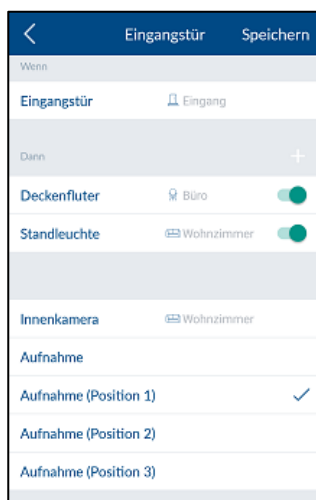 Eingangstür Speichern
Wenn
Eingangstür Eingang
Dann
Deckenfluter Büro
Standleuchte Wohnzimmer
Innenkamera Wohnzimmer
Aufnahme
Aufnahme (Position 1)
Aufnahme (Position 2)
Aufnahme (Position 3)